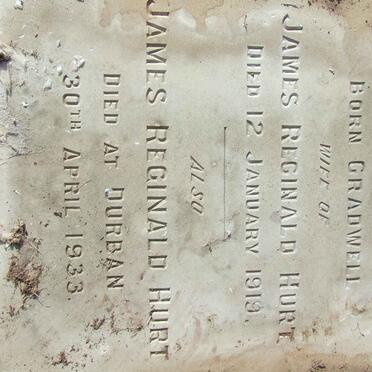 BORN GRADWELL
WIFE OF
JAMES REGINALD HURT
DIED 12 JANUARY 1919.
ALSO
JAMES REGINALD HURT
DIED AT DURBAN
30TH APRIL, 1933.